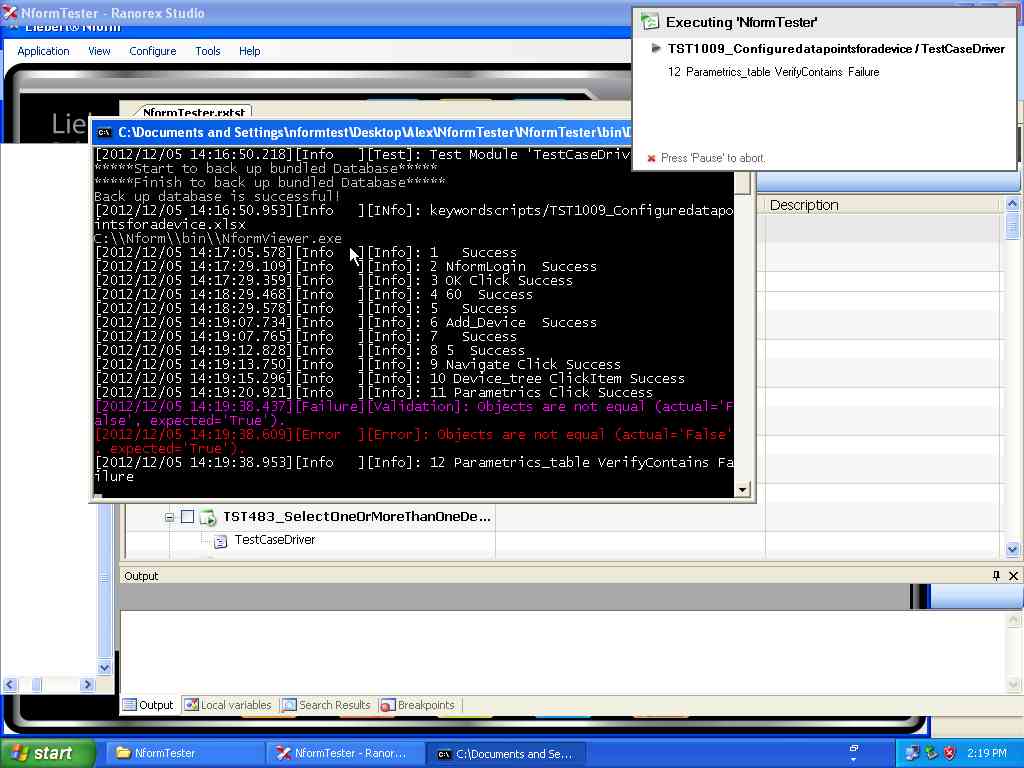 NformTester - Ranorex Studio
Liebert® Nform
Application View Configure Tools Help
Executing 'NformTester'
TST1009_Configuredatapointsforadevice / TestCaseDriver
12 Parametrics_table VerifyContains Failure
Press 'Pause' to abort.
NformTester.rxtst
Lie
C:\Documents and Settings\nformtest\Desktop\Alex\NformTester\NformTester\bin\D
[2012/12/05 14:16:50.218][Info   ][Test]: Test Module 'TestCaseDriv
*****Start to back up bundled Database*****
*****Finish to back up bundled Database*****
Back up database is successful!
[2012/12/05 14:16:50.953][Info   ][INfo]: keywordscripts/TST1009_Configuredatapo
intsforadevice.xlsx
C:\\Nform\\bin\\NformViewer.exe
[2012/12/05 14:17:05.578][Info   ][Info]: 1   Success
[2012/12/05 14:17:29.109][Info   ][Info]: 2 NformLogin  Success
[2012/12/05 14:17:29.359][Info   ][Info]: 3 OK Click Success
[2012/12/05 14:18:29.468][Info   ][Info]: 4 60  Success
[2012/12/05 14:18:29.578][Info   ][Info]: 5   Success
[2012/12/05 14:19:07.734][Info   ][Info]: 6 Add_Device  Success
[2012/12/05 14:19:07.765][Info   ][Info]: 7   Success
[2012/12/05 14:19:12.828][Info   ][Info]: 8 5  Success
[2012/12/05 14:19:13.750][Info   ][Info]: 9 Navigate Click Success
[2012/12/05 14:19:15.296][Info   ][Info]: 10 Device_tree ClickItem Success
[2012/12/05 14:19:20.921][Info   ][Info]: 11 Parametrics Click Success
[2012/12/05 14:19:38.437][Failure][Validation]: Objects are not equal (actual='F
alse', expected='True').
[2012/12/05 14:19:38.609][Error  ][Error]: Objects are not equal (actual='False'
, expected='True').
[2012/12/05 14:19:38.953][Info   ][Info]: 12 Parametrics_table VerifyContains Fa
ilure
Description
TST483_SelectOneOrMoreThanOneDe...
TestCaseDriver
Output
Output Local variables Search Results Breakpoints
start NformTester NformTester - Ranor... C:\Documents and Se... 2:19 PM